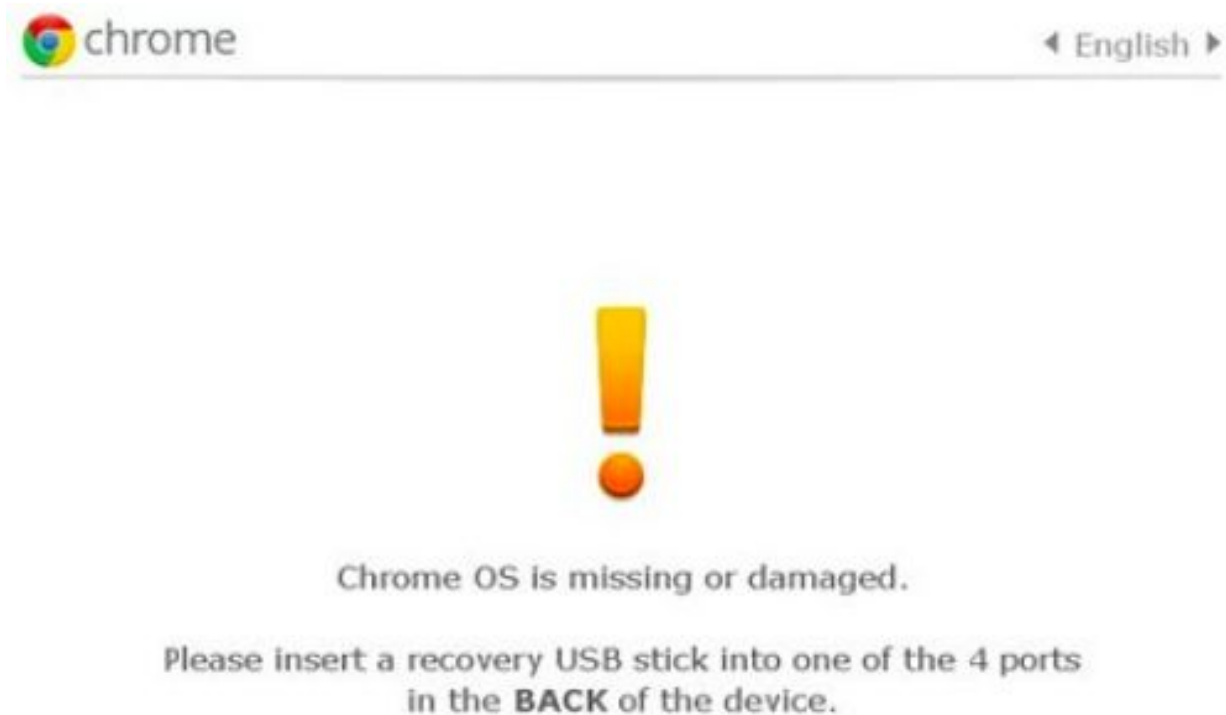 chrome
English
Chrome OS is missing or damaged.
Please insert a recovery USB stick into one of the 4 ports
in the BACK of the device.